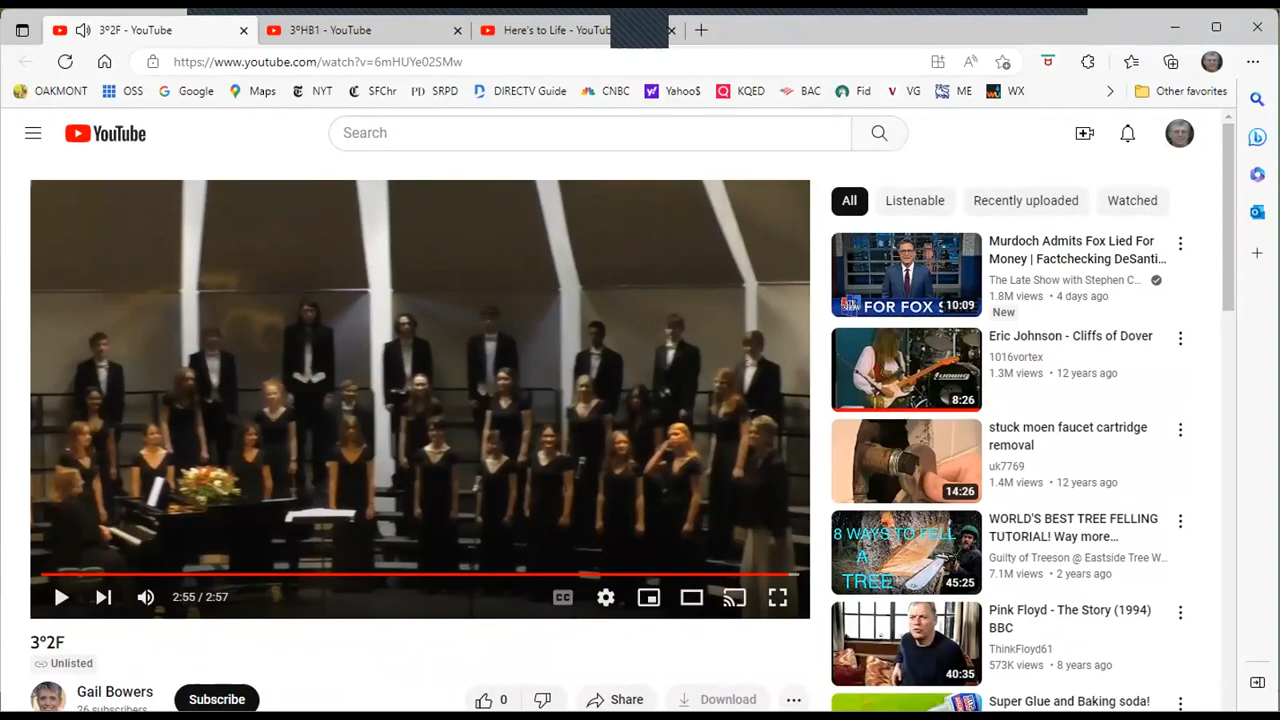 3º2F - YouTube
3ºHB1 - YouTube
Here's to Life - YouTub
https://www.youtube.com/watch?v=6mHUYe02SMw
OAKMONT OSS Google Maps NYT SFChr SRPD DIRECTV Guide CNBC Yahoo$ KQED BAC Fid VG ME WX Other favorites
YouTube
Search
All Listenable Recently uploaded Watched
Murdoch Admits Fox Lied For
Money | Factchecking DeSanti...
The Late Show with Stephen C...
1.8M views • 4 days ago
New
FOR FOX S
10:09
Eric Johnson - Cliffs of Dover
1016vortex
1.3M views • 12 years ago
LUDWIG
8:26
stuck moen faucet cartridge
removal
uk7769
1.4M views • 12 years ago
14:26
WORLD'S BEST TREE FELLING
TUTORIAL! Way more...
Guilty of Treeson @ Eastside Tree W...
7.1M views • 2 years ago
8 WAYS TO FELL
A
TREE
45:25
Pink Floyd - The Story (1994)
BBC
ThinkFloyd61
573K views • 8 years ago
40:35
Super Glue and Baking soda!
2:55 / 2:57
CC
3º2F
Unlisted
Gail Bowers
26 subscribers
Subscribe
0
Share
Download